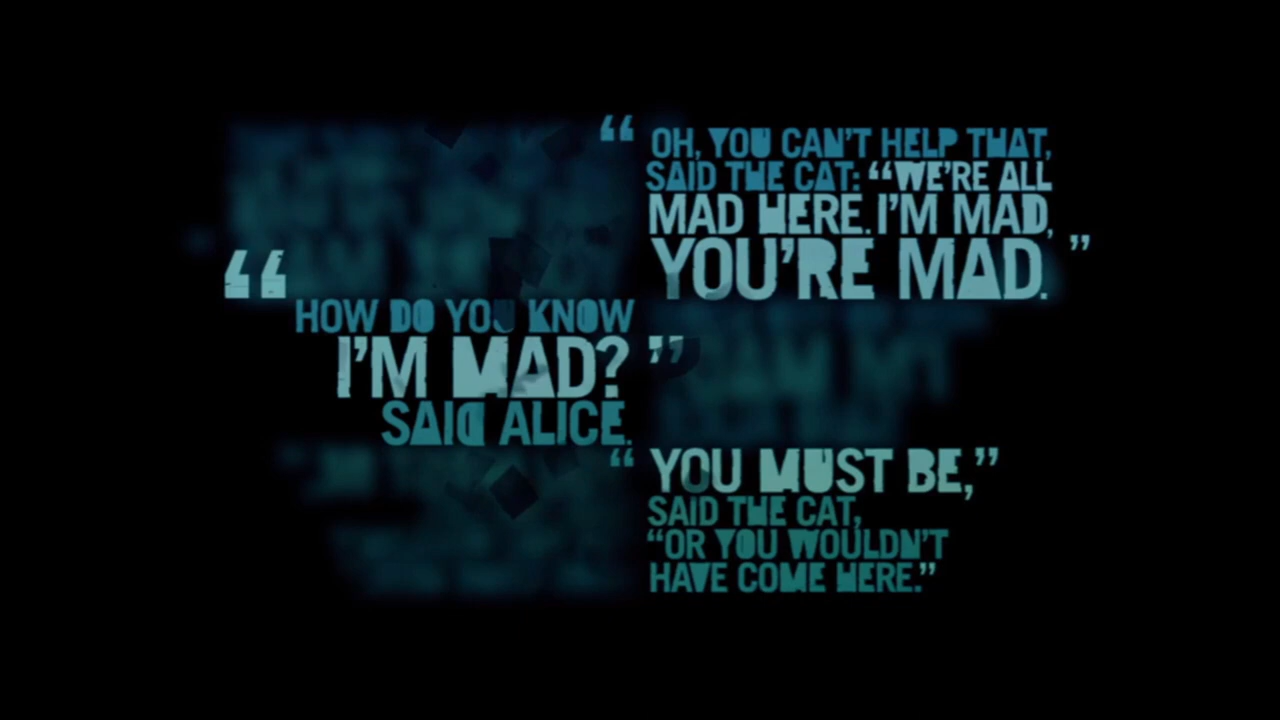 “ OH, YOU CAN’T HELP THAT,
SAID THE CAT: “WE’RE ALL
MAD HERE. I’M MAD,
YOU’RE MAD. ”
“ HOW DO YOU KNOW
I’M MAD? ”
SAID ALICE.
“ YOU MUST BE,”
SAID THE CAT,
“OR YOU WOULDN’T
HAVE COME HERE.”